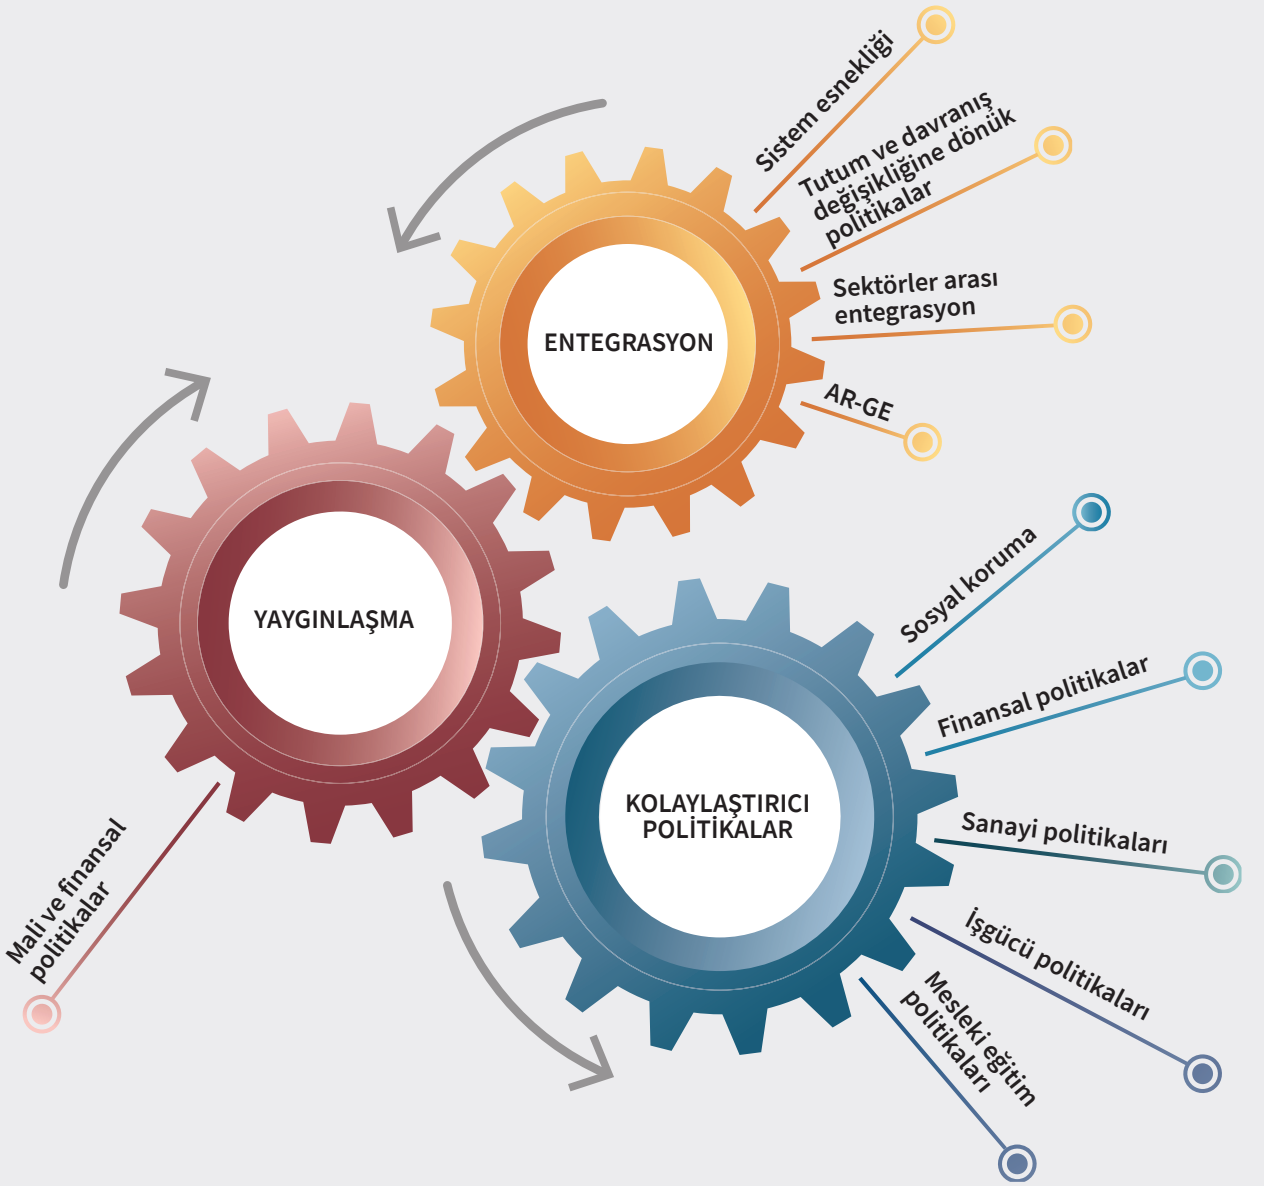 Sistem esnekliği
Tutum ve davranış
değişikliğine dönük
politikalar
Sektörler arası
entegrasyon
AR-GE
ENTEGRASYON
YAYGINLAŞMA
Mali ve finansal
politikalar
KOLAYLAŞTIRICI
POLİTİKALAR
Sosyal koruma
Finansal politikalar
Sanayi politikaları
İşgücü politikaları
Mesleki eğitim
politikaları